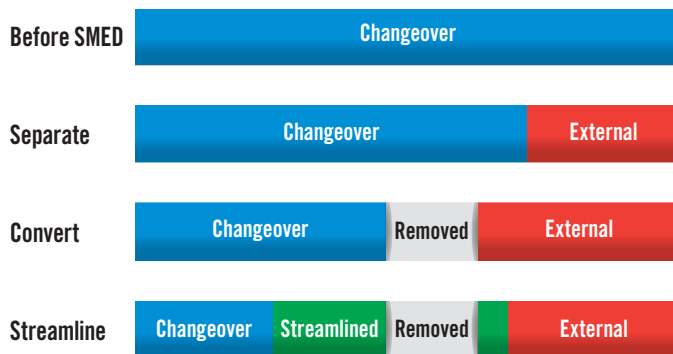 Before SMED Changeover
Separate Changeover External
Convert Changeover Removed External
Streamline Changeover Streamlined Removed External